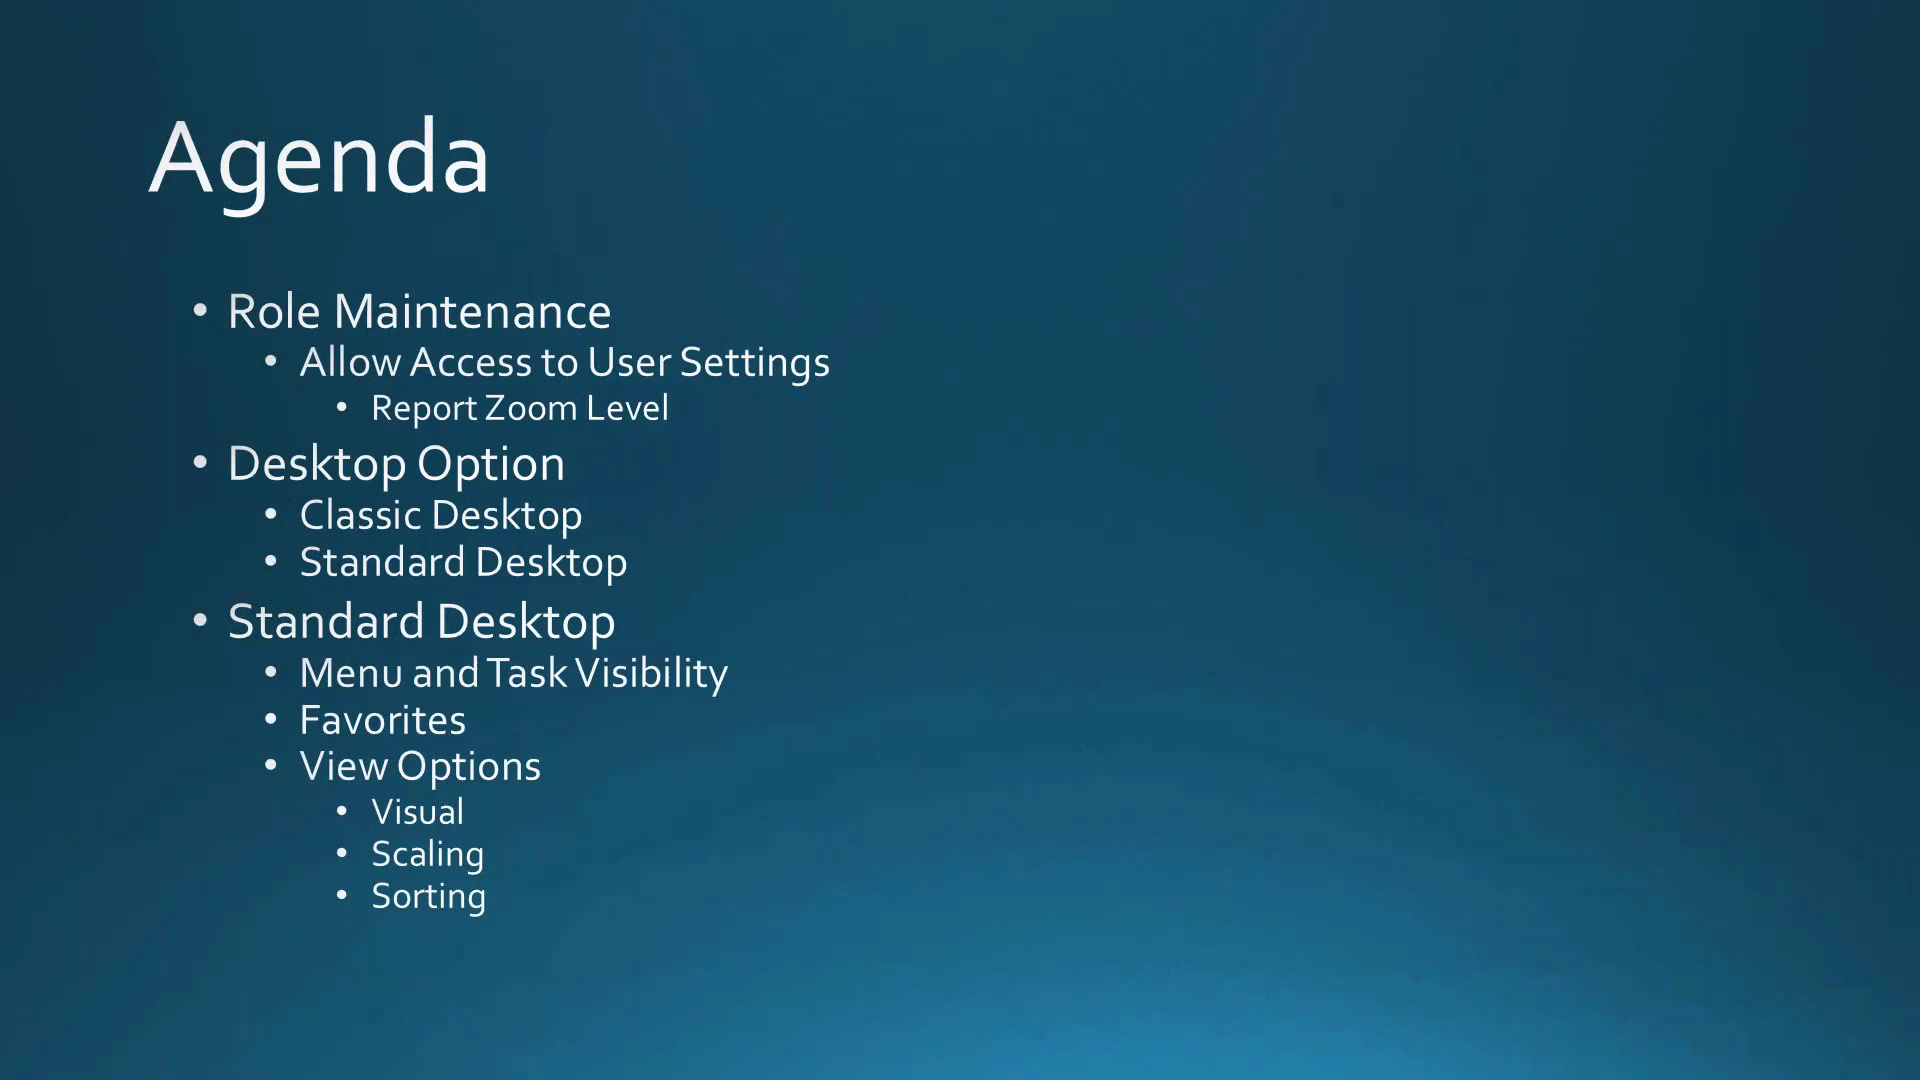 Agenda
• Role Maintenance
• Allow Access to User Settings
• Report Zoom Level
• Desktop Option
• Classic Desktop
• Standard Desktop
• Standard Desktop
• Menu and Task Visibility
• Favorites
• View Options
• Visual
• Scaling
• Sorting